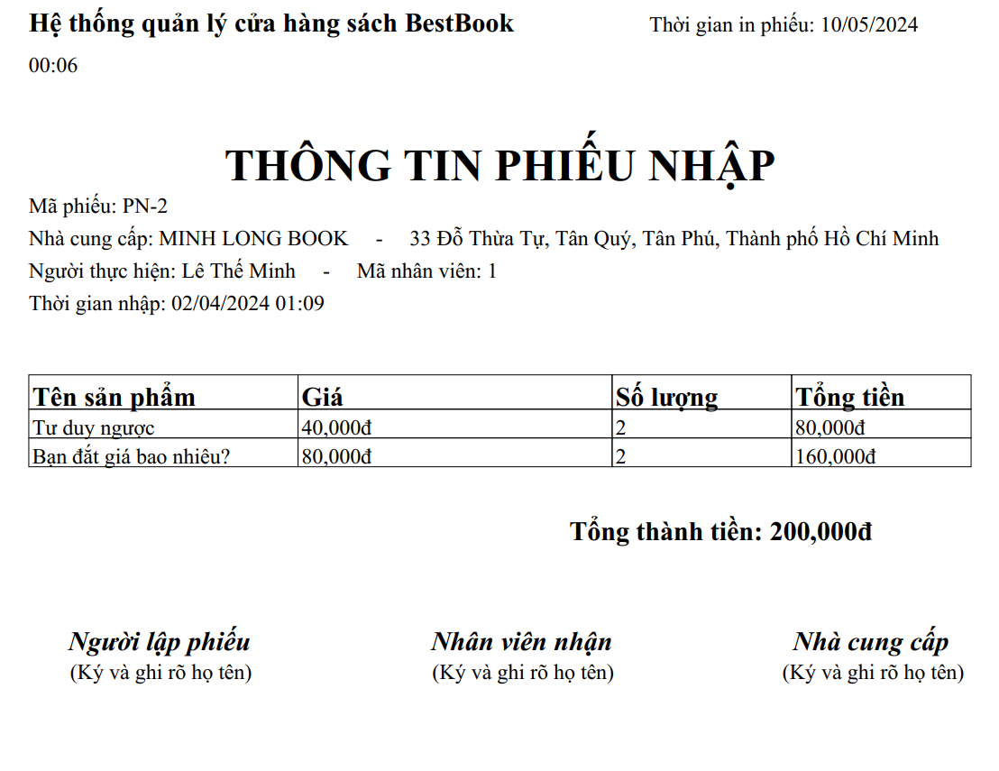 Hệ thống quản lý cửa hàng sách BestBook Thời gian in phiếu: 10/05/2024
00:06
THÔNG TIN PHIẾU NHẬP
Mã phiếu: PN-2
Nhà cung cấp: MINH LONG BOOK - 33 Đỗ Thừa Tự, Tân Quý, Tân Phú, Thành phố Hồ Chí Minh
Người thực hiện: Lê Thế Minh - Mã nhân viên: 1
Thời gian nhập: 02/04/2024 01:09
Tên sản phẩm Giá Số lượng Tổng tiền
Tư duy ngược 40,000đ 2 80,000đ
Bạn đắt giá bao nhiêu? 80,000đ 2 160,000đ
Tổng thành tiền: 200,000đ
Người lập phiếu Nhân viên nhận Nhà cung cấp
(Ký và ghi rõ họ tên) (Ký và ghi rõ họ tên) (Ký và ghi rõ họ tên)